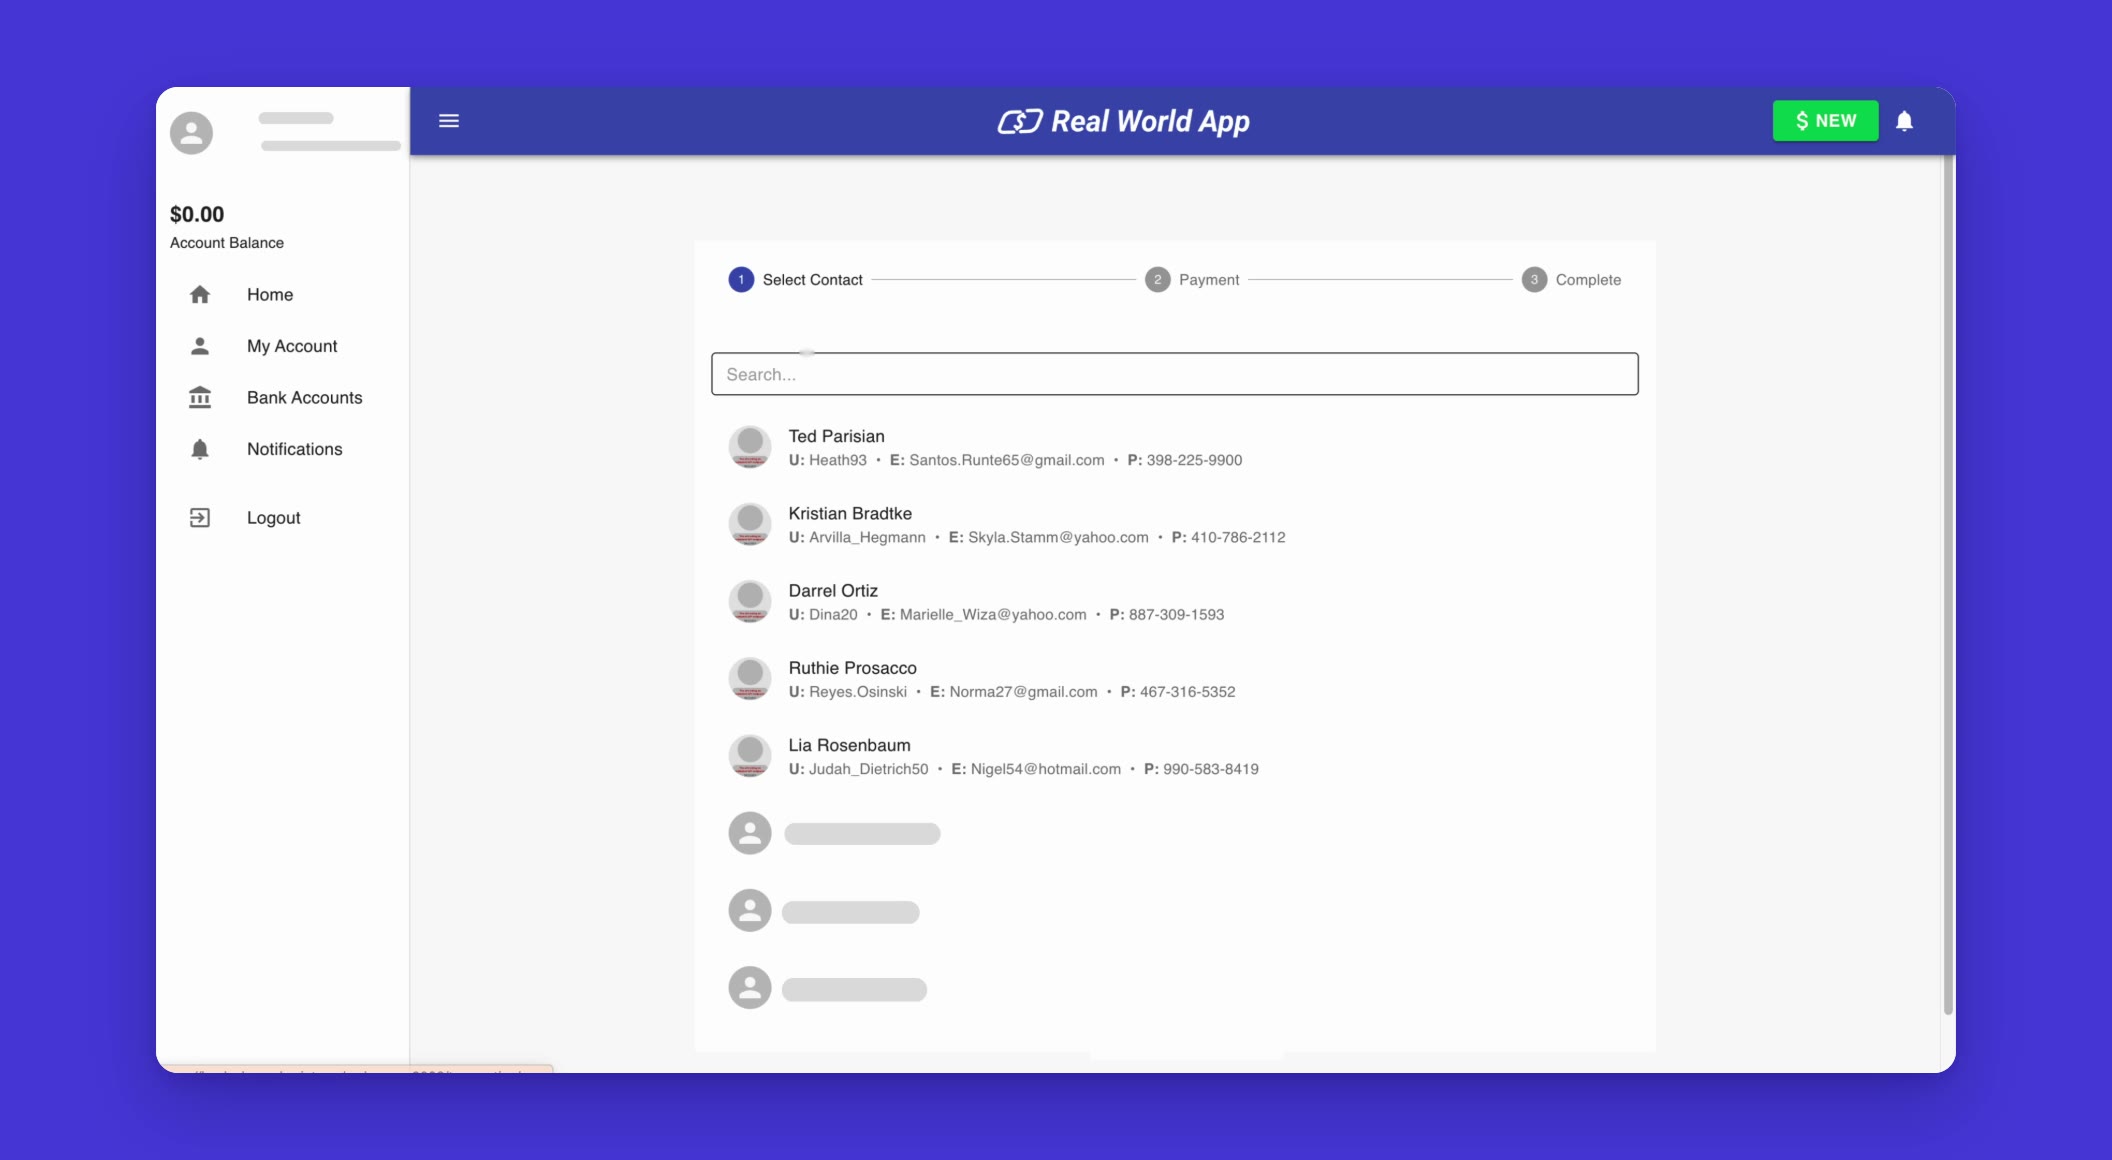 $0.00
Account Balance
Home
My Account
Bank Accounts
Notifications
Logout
Real World App
$ NEW
1 Select Contact
2 Payment
3 Complete
Search...
Ted Parisian
U: Heath93 • E: Santos.Runte65@gmail.com • P: 398-225-9900
Kristian Bradtke
U: Arvilla_Hegmann • E: Skyla.Stamm@yahoo.com • P: 410-786-2112
Darrel Ortiz
U: Dina20 • E: Marielle_Wiza@yahoo.com • P: 887-309-1593
Ruthie Prosacco
U: Reyes.Osinski • E: Norma27@gmail.com • P: 467-316-5352
Lia Rosenbaum
U: Judah_Dietrich50 • E: Nigel54@hotmail.com • P: 990-583-8419